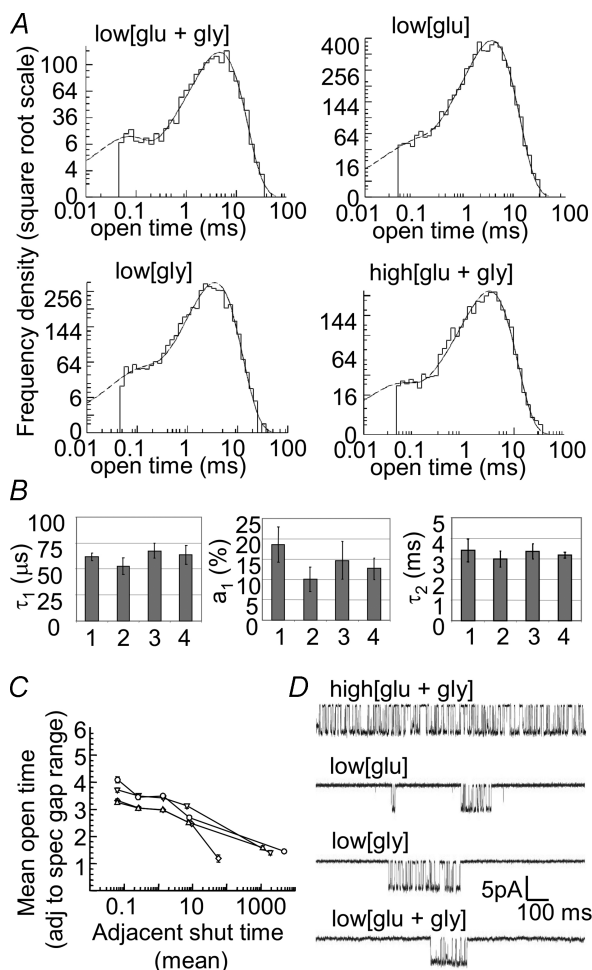 A
low[glu + gly]
low[glu]
Frequency density (square root scale)
100
64
36
6
4
0
0.01 0.1 1 10 100
open time (ms)
400
256
144
64
16
0
0.01 0.1 1 10 100
open time (ms)
low[gly]
high[glu + gly]
256
144
64
6
0
0.01 0.1 1 10 100
open time (ms)
144
64
16
0
0.01 0.1 1 10 100
open time (ms)
B
τ1 (μs)
100
75
50
25
0
1 2 3 4
a1 (%)
25
20
15
10
5
0
1 2 3 4
τ2 (ms)
5
4
3
2
1
0
1 2 3 4
C
Mean open time
(adj to spec gap range)
6
5
4
3
2
1
0.1 10 1000
Adjacent shut time
(mean)
D
high[glu + gly]
low[glu]
low[gly]
5pA
100 ms
low[glu + gly]